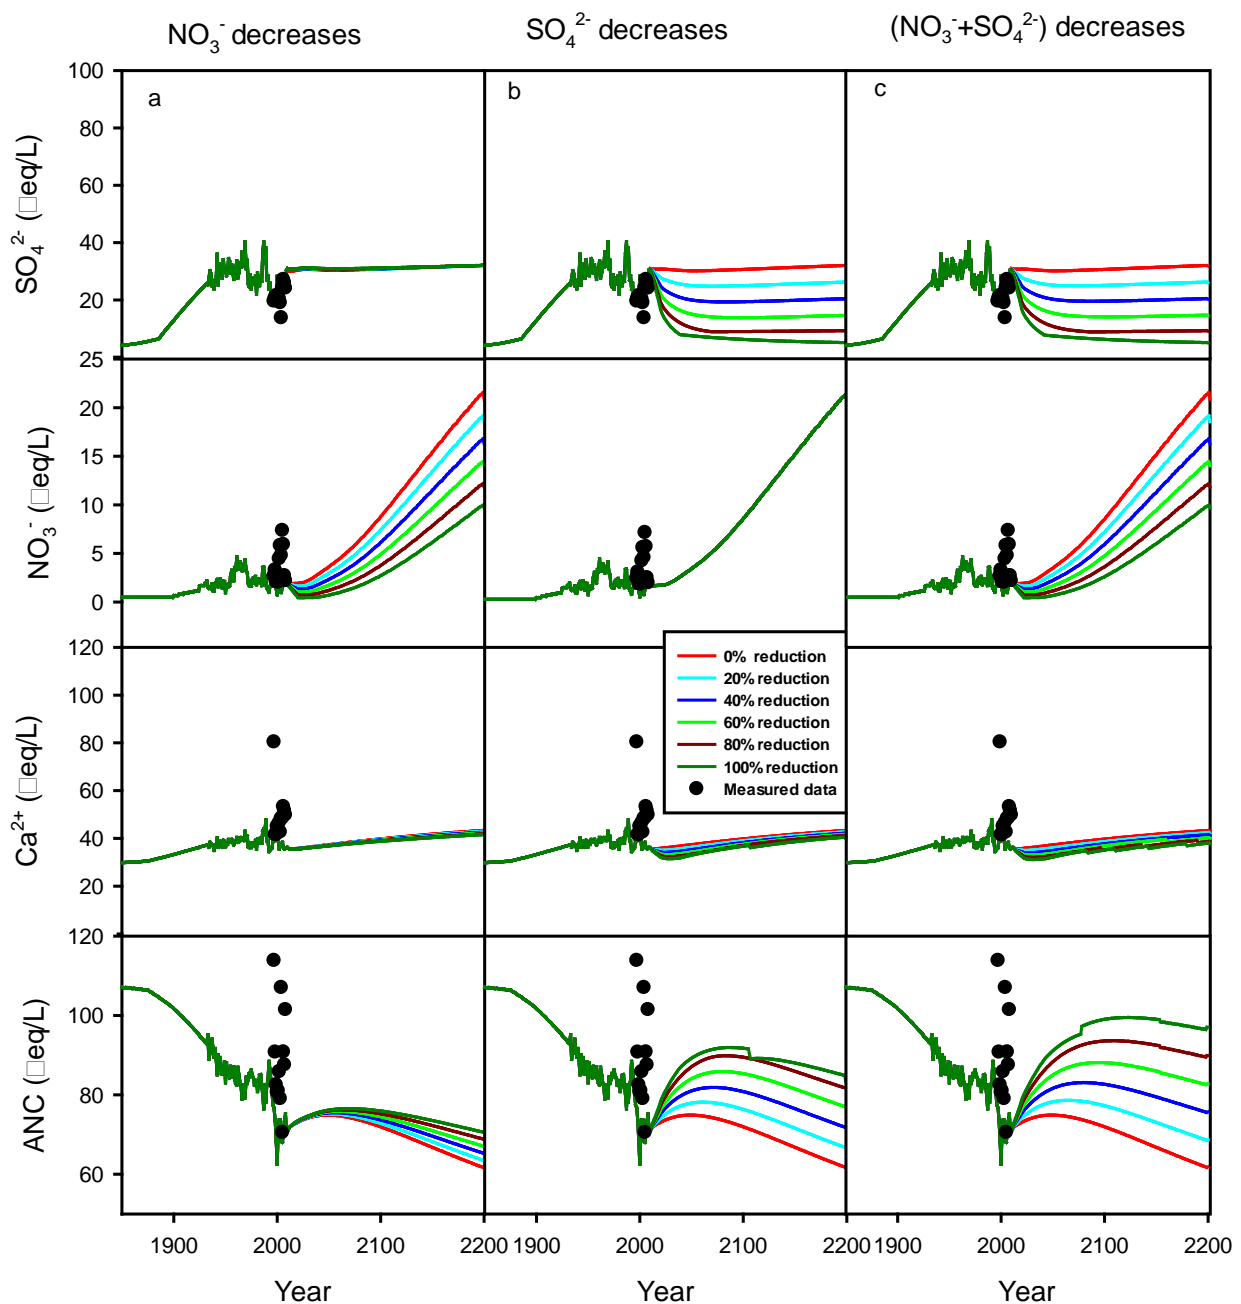 NO₃⁻ decreases
SO₄²⁻ decreases
(NO₃⁻+SO₄²⁻) decreases
a
b
c
SO₄²⁻ (□eq/L)
100
80
60
40
20
NO₃⁻ (□eq/L)
25
20
15
10
5
0
Ca²⁺ (□eq/L)
120
100
80
60
40
20
0% reduction
20% reduction
40% reduction
60% reduction
80% reduction
100% reduction
Measured data
ANC (□eq/L)
120
100
80
60
1900 2000 2100 2200 1900 2000 2100 2200 1900 2000 2100 2200
Year Year Year